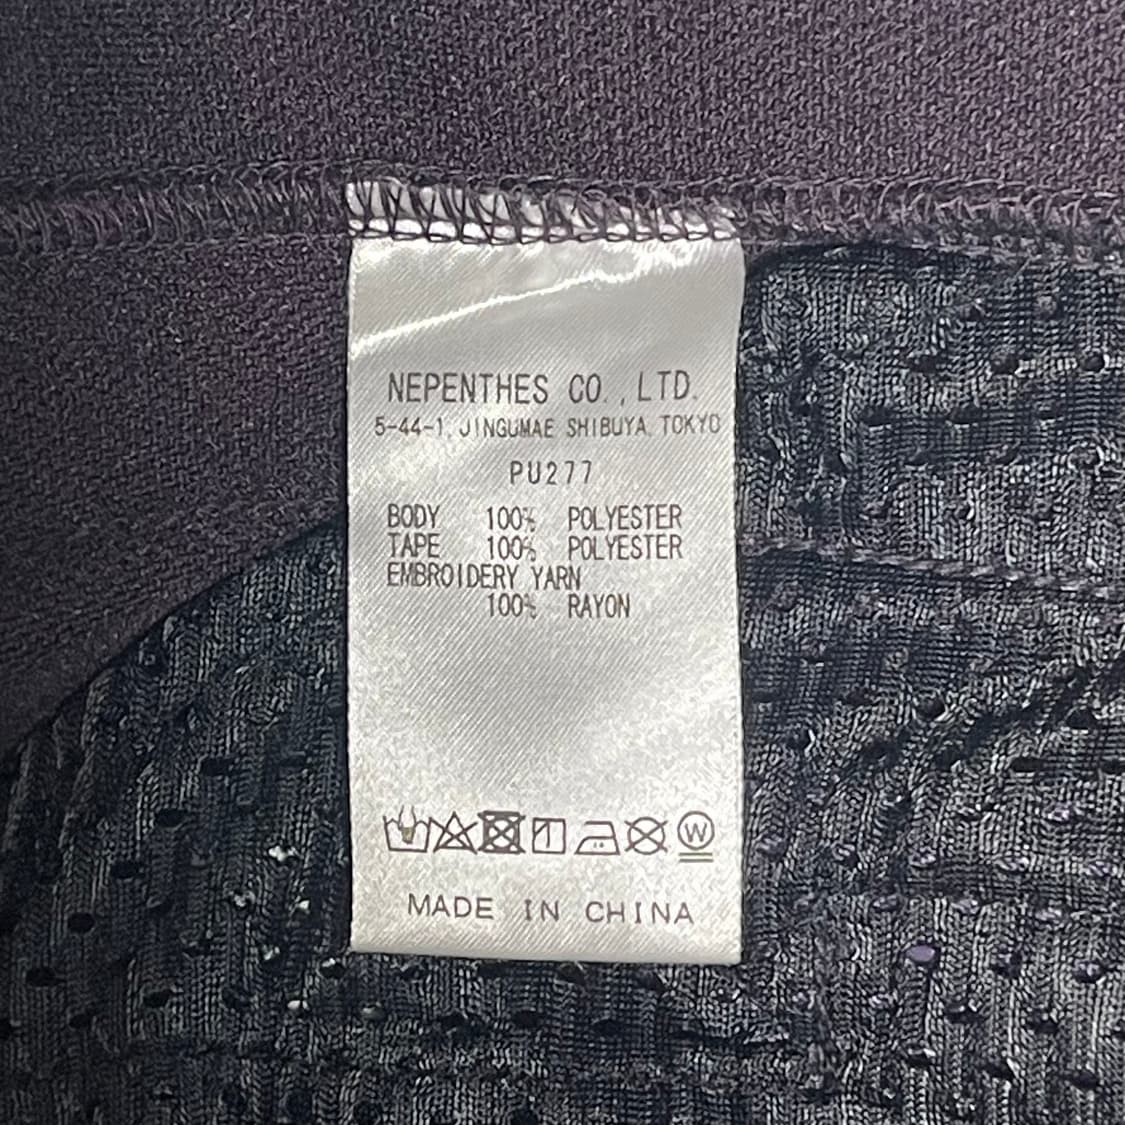 NEPENTHES CO.,LTD.
5-44-1, JINGUMAE SHIBUYA, TOKYO
PU277
BODY 100% POLYESTER
TAPE 100% POLYESTER
EMBROIDERY YARN
100% RAYON
W
MADE IN CHINA